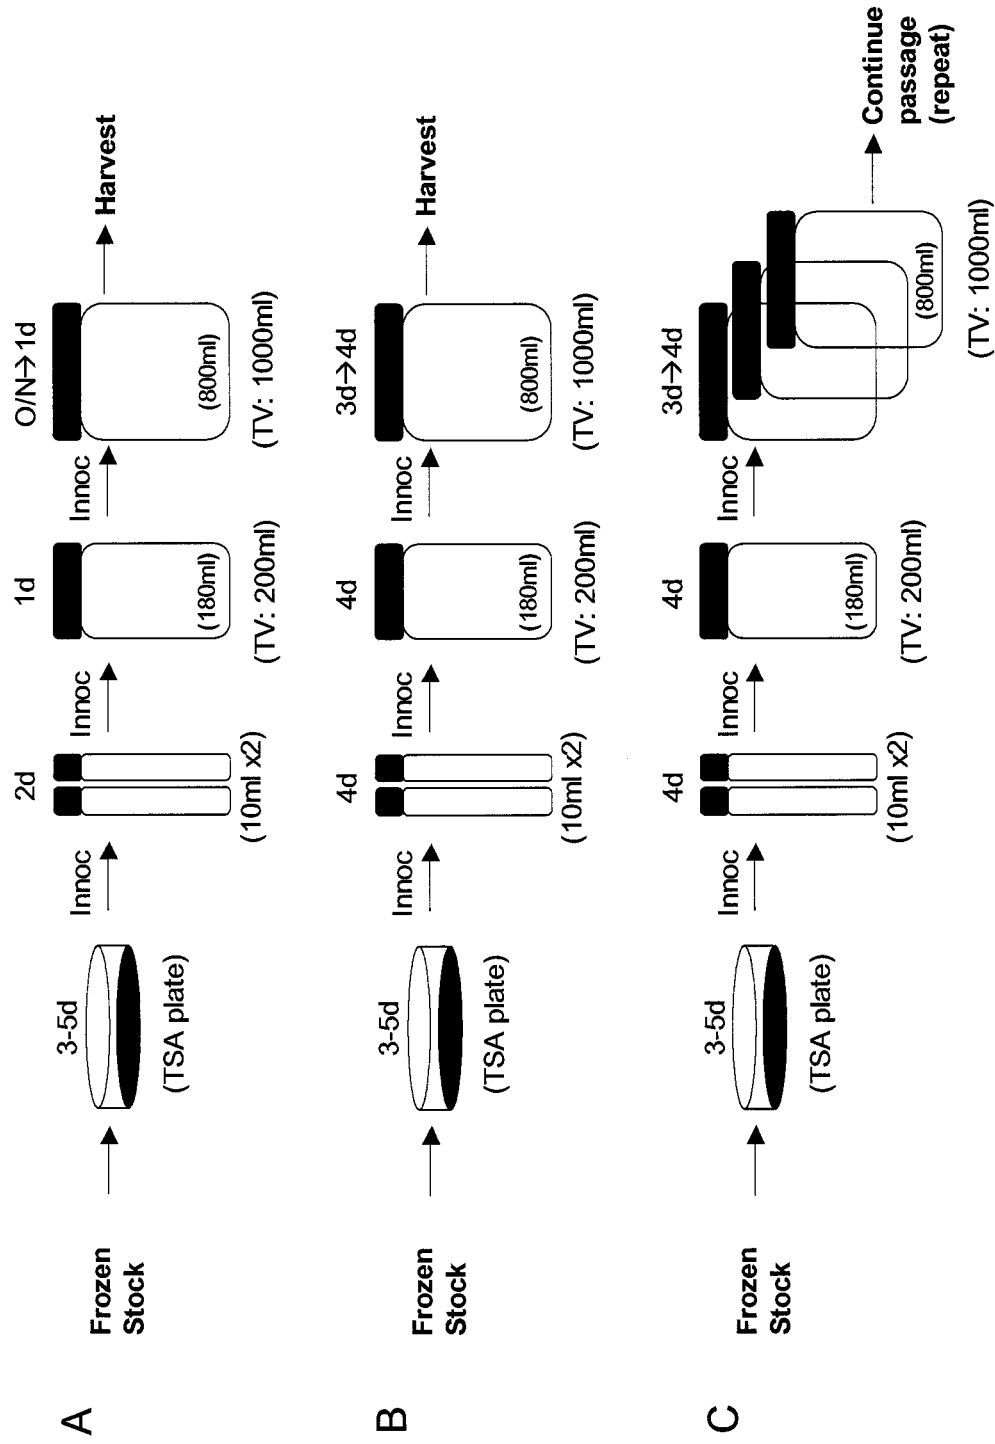 A
Frozen
Stock
3-5d
(TSA plate)
Innoc
2d
(10ml x2)
Innoc
1d
(180ml)
(TV: 200ml)
Innoc
O/N→1d
(800ml)
(TV: 1000ml)
Harvest
B
Frozen
Stock
3-5d
(TSA plate)
Innoc
4d
(10ml x2)
Innoc
4d
(180ml)
(TV: 200ml)
Innoc
3d→4d
(800ml)
(TV: 1000ml)
Harvest
C
Frozen
Stock
3-5d
(TSA plate)
Innoc
4d
(10ml x2)
Innoc
4d
(180ml)
(TV: 200ml)
Innoc
3d→4d
(800ml)
(TV: 1000ml)
Continue
passage
(repeat)